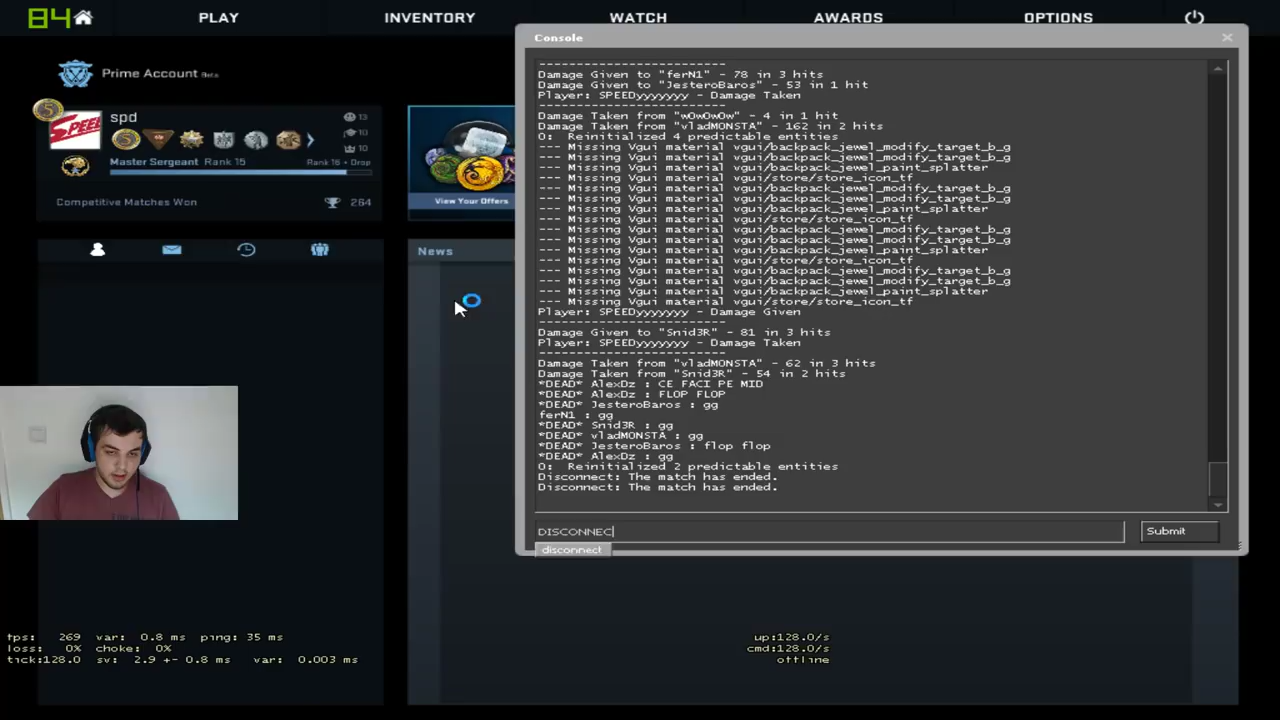 84
PLAY
INVENTORY
WATCH
AWARDS
OPTIONS
Prime Account Beta
5
SPEED
spd
13
10
10
Master Sergeant Rank 15
Rank 16 + Drop
Competitive Matches Won
264
View Your Offers
News
Console
Damage Given to "ferN1" - 78 in 3 hits
Damage Given to "JesteroBaros" - 53 in 1 hit
Player: SPEEDyyyyyyy - Damage Taken
-------------------------
Damage Taken from "wOwOwOw" - 4 in 1 hit
Damage Taken from "vladMONSTA" - 162 in 2 hits
0:  Reinitialized 4 predictable entities
--- Missing Vgui material vgui/backpack_jewel_modify_target_b_g
--- Missing Vgui material vgui/backpack_jewel_modify_target_b_g
--- Missing Vgui material vgui/backpack_jewel_paint_splatter
--- Missing Vgui material vgui/store/store_icon_tf
--- Missing Vgui material vgui/backpack_jewel_modify_target_b_g
--- Missing Vgui material vgui/backpack_jewel_modify_target_b_g
--- Missing Vgui material vgui/backpack_jewel_paint_splatter
--- Missing Vgui material vgui/store/store_icon_tf
--- Missing Vgui material vgui/backpack_jewel_modify_target_b_g
--- Missing Vgui material vgui/backpack_jewel_modify_target_b_g
--- Missing Vgui material vgui/backpack_jewel_paint_splatter
--- Missing Vgui material vgui/store/store_icon_tf
--- Missing Vgui material vgui/backpack_jewel_modify_target_b_g
--- Missing Vgui material vgui/backpack_jewel_modify_target_b_g
--- Missing Vgui material vgui/backpack_jewel_paint_splatter
--- Missing Vgui material vgui/store/store_icon_tf
Player: SPEEDyyyyyyy - Damage Given
-------------------------
Damage Given to "Snid3R" - 81 in 3 hits
Player: SPEEDyyyyyyy - Damage Taken
-------------------------
Damage Taken from "vladMONSTA" - 62 in 3 hits
Damage Taken from "Snid3R" - 54 in 2 hits
*DEAD* AlexDz : CE FACI PE MID
*DEAD* AlexDz : FLOP FLOP
*DEAD* JesteroBaros : gg
ferN1 : gg
*DEAD* Snid3R : gg
*DEAD* vladMONSTA : gg
*DEAD* JesteroBaros : flop flop
*DEAD* AlexDz : gg
0:  Reinitialized 2 predictable entities
Disconnect: The match has ended.
Disconnect: The match has ended.
DISCONNEC
Submit
disconnect
fps: 269 var: 0.8 ms ping: 35 ms
loss: 0% choke: 0%
tick:128.0 sv: 2.9 +- 0.8 ms var: 0.003 ms
up:128.0/s
cmd:128.0/s
offline